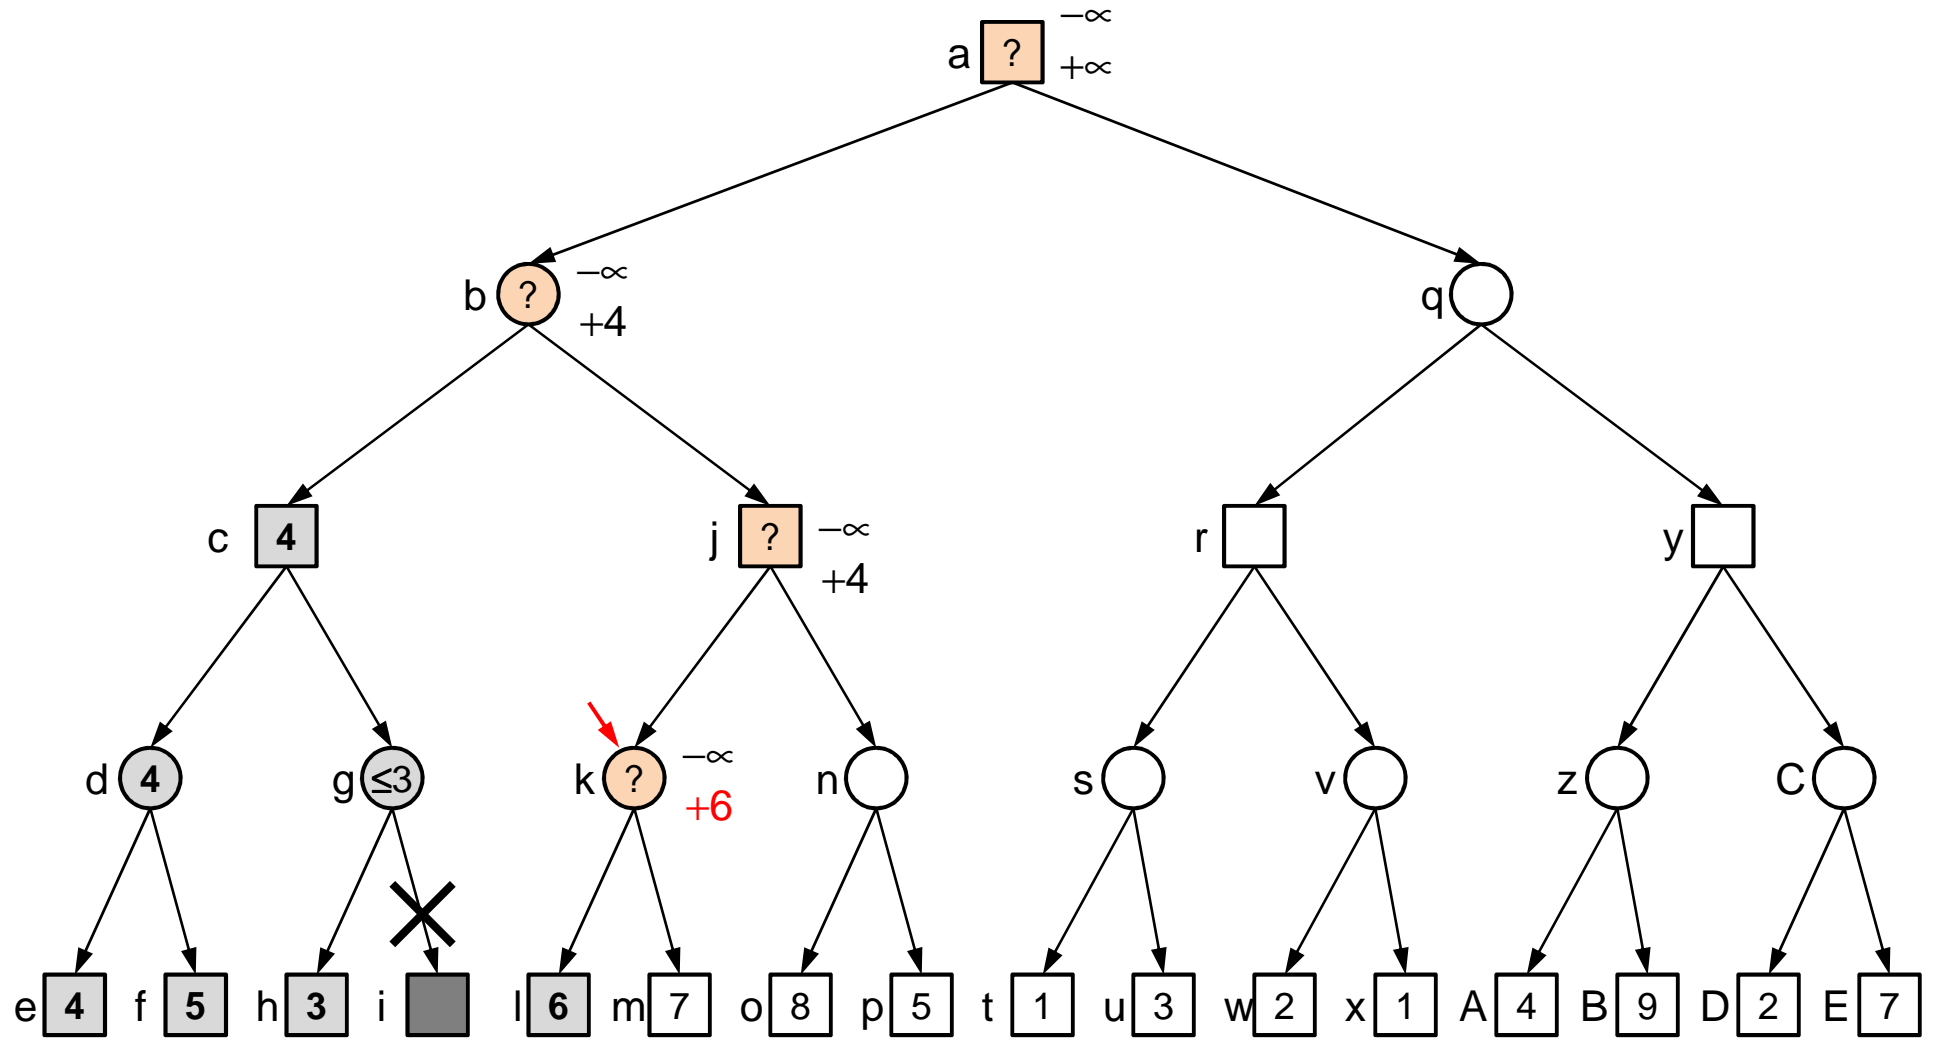 −∝
a ? +∝
b ? −∝
+4
q
c 4
j ? −∝
+4
r
y
d 4
g ≤3
k ? −∝
+6
n
s
v
z
C
e 4
f 5
h 3
i
l 6
m 7
o 8
p 5
t 1
u 3
w 2
x 1
A 4
B 9
D 2
E 7